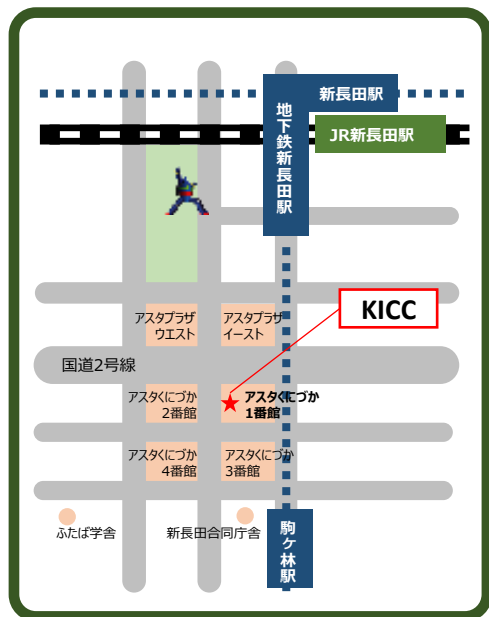 新長田駅
JR新長田駅
地下鉄新長田駅
KICC
アスタプラザ
ウエスト
アスタプラザ
イースト
国道2号線
アスタくにづか
2番館
アスタくにづか
1番館
アスタくにづか
4番館
アスタくにづか
3番館
ふたば学舎
新長田合同庁舎
駒ケ林駅